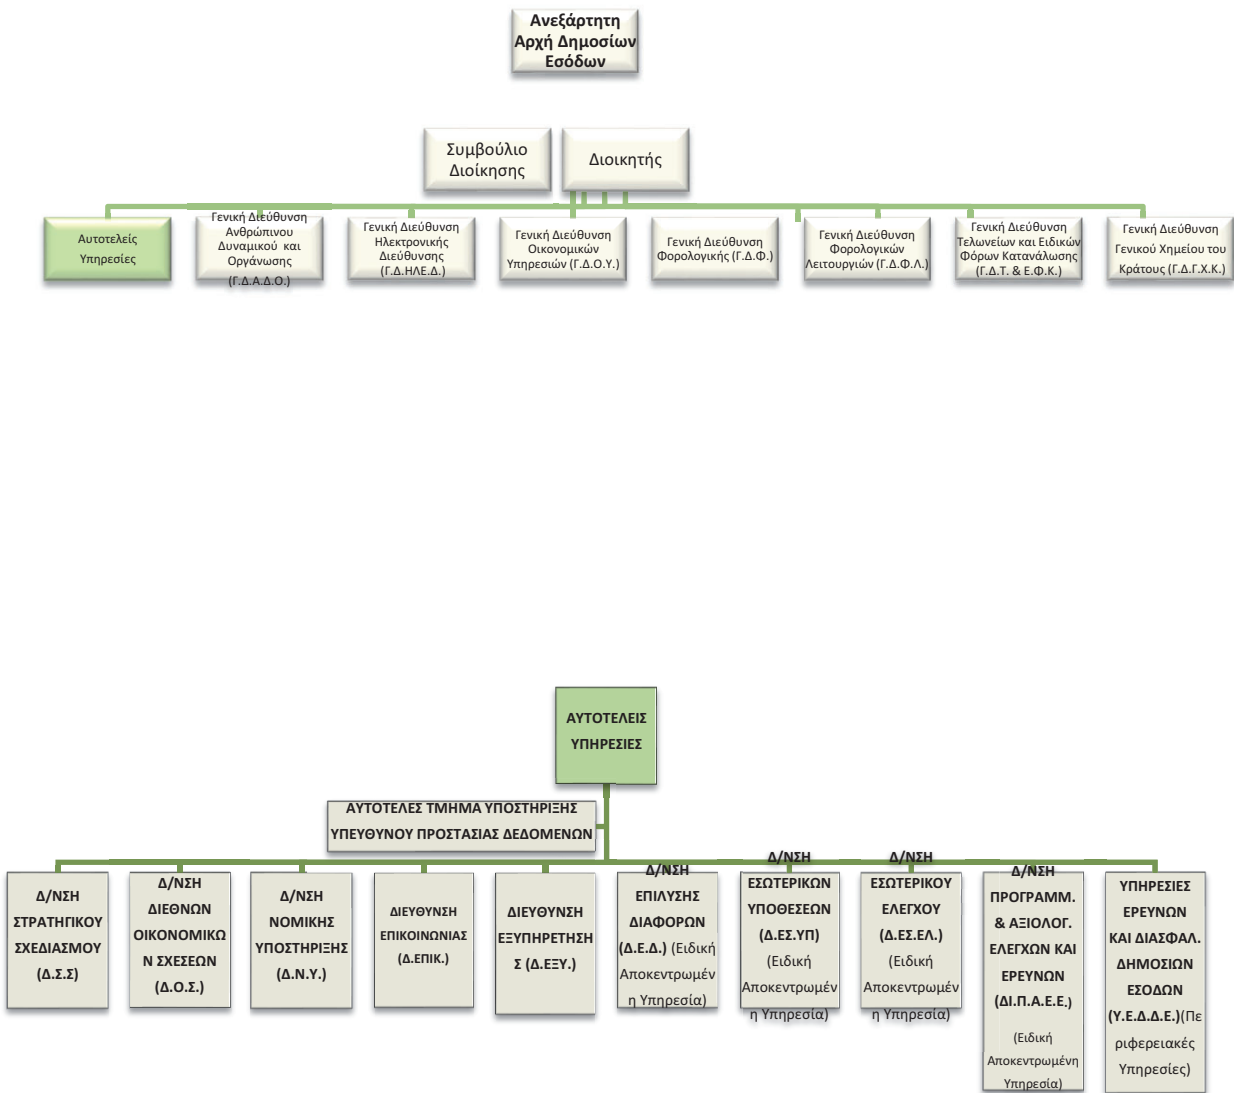 Ανεξάρτητη
Αρχή Δημοσίων
Εσόδων
Συμβούλιο
Διοίκησης
Διοικητής
Αυτοτελείς
Υπηρεσίες
Γενική Διεύθυνση
Ανθρώπινου
Δυναμικού και
Οργάνωσης
(Γ.Δ.Α.Δ.Ο.)
Γενική Διεύθυνση
Ηλεκτρονικής
Διεύθυνσης
(Γ.Δ.ΗΛΕ.Δ.)
Γενική Διεύθυνση
Οικονομικών
Υπηρεσιών (Γ.Δ.Ο.Υ.)
Γενική Διεύθυνση
Φορολογικής (Γ.Δ.Φ.)
Γενική Διεύθυνση
Φορολογικών
Λειτουργιών (Γ.Δ.Φ.Λ.)
Γενική Διεύθυνση
Τελωνείων και Ειδικών
Φόρων Κατανάλωσης
(Γ.Δ.Τ. & Ε.Φ.Κ.)
Γενική Διεύθυνση
Γενικού Χημείου του
Κράτους (Γ.Δ.Γ.Χ.Κ.)
ΑΥΤΟΤΕΛΕΙΣ
ΥΠΗΡΕΣΙΕΣ
ΑΥΤΟΤΕΛΕΣ ΤΜΗΜΑ ΥΠΟΣΤΗΡΙΞΗΣ
ΥΠΕΥΘΥΝΟΥ ΠΡΟΣΤΑΣΙΑΣ ΔΕΔΟΜΕΝΩΝ
Δ/ΝΣΗ
ΣΤΡΑΤΗΓΙΚΟΥ
ΣΧΕΔΙΑΣΜΟΥ
(Δ.Σ.Σ)
Δ/ΝΣΗ
ΔΙΕΘΝΩΝ
ΟΙΚΟΝΟΜΙΚΩ
Ν ΣΧΕΣΕΩΝ
(Δ.Ο.Σ.)
Δ/ΝΣΗ
ΝΟΜΙΚΗΣ
ΥΠΟΣΤΗΡΙΞΗΣ
(Δ.Ν.Υ.)
ΔΙΕΥΘΥΝΣΗ
ΕΠΙΚΟΙΝΩΝΙΑΣ
(Δ.ΕΠΙΚ.)
ΔΙΕΥΘΥΝΣΗ
ΕΞΥΠΗΡΕΤΗΣΗ
Σ (Δ.ΕΞΥ.)
Δ/ΝΣΗ
ΕΠΙΛΥΣΗΣ
ΔΙΑΦΟΡΩΝ
(Δ.Ε.Δ.) (Ειδική
Αποκεντρωμέν
η Υπηρεσία)
Δ/ΝΣΗ
ΕΣΩΤΕΡΙΚΩΝ
ΥΠΟΘΕΣΕΩΝ
(Δ.ΕΣ.ΥΠ)
(Ειδική
Αποκεντρωμέν
η Υπηρεσία)
Δ/ΝΣΗ
ΕΣΩΤΕΡΙΚΟΥ
ΕΛΕΓΧΟΥ
(Δ.ΕΣ.ΕΛ.)
(Ειδική
Αποκεντρωμέν
η Υπηρεσία)
Δ/ΝΣΗ
ΠΡΟΓΡΑΜΜ.
& ΑΞΙΟΛΟΓ.
ΕΛΕΓΧΩΝ ΚΑΙ
ΕΡΕΥΝΩΝ
(ΔΙ.Π.Α.Ε.Ε.)
(Ειδική
Αποκεντρωμένη
Υπηρεσία)
ΥΠΗΡΕΣΙΕΣ
ΕΡΕΥΝΩΝ
ΚΑΙ ΔΙΑΣΦΑΛ.
ΔΗΜΟΣΙΩΝ
ΕΣΟΔΩΝ
(Υ.Ε.Δ.Δ.Ε.)(Πε
ριφερειακές
Υπηρεσίες)